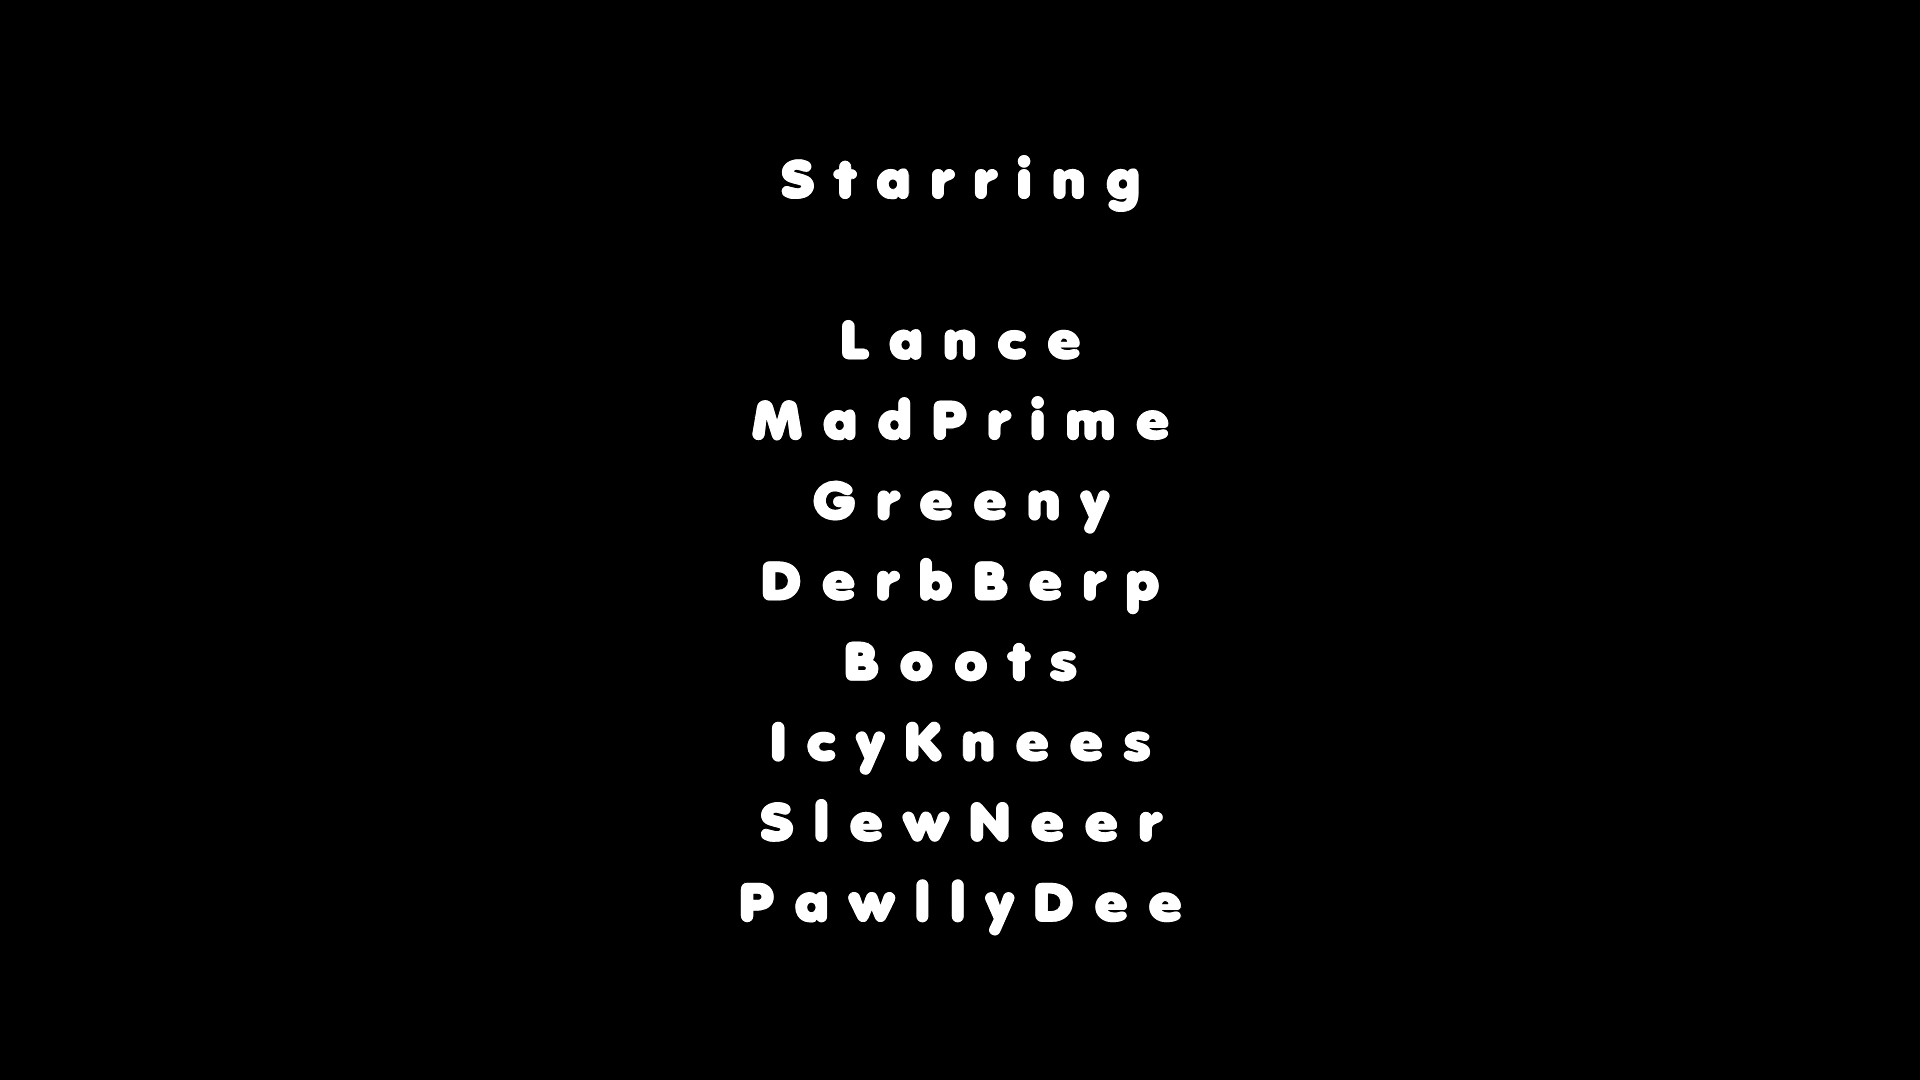 Starring
Lance
MadPrime
Greeny
DerbBerp
Boots
IcyKnees
SlewNeer
PawllyDee